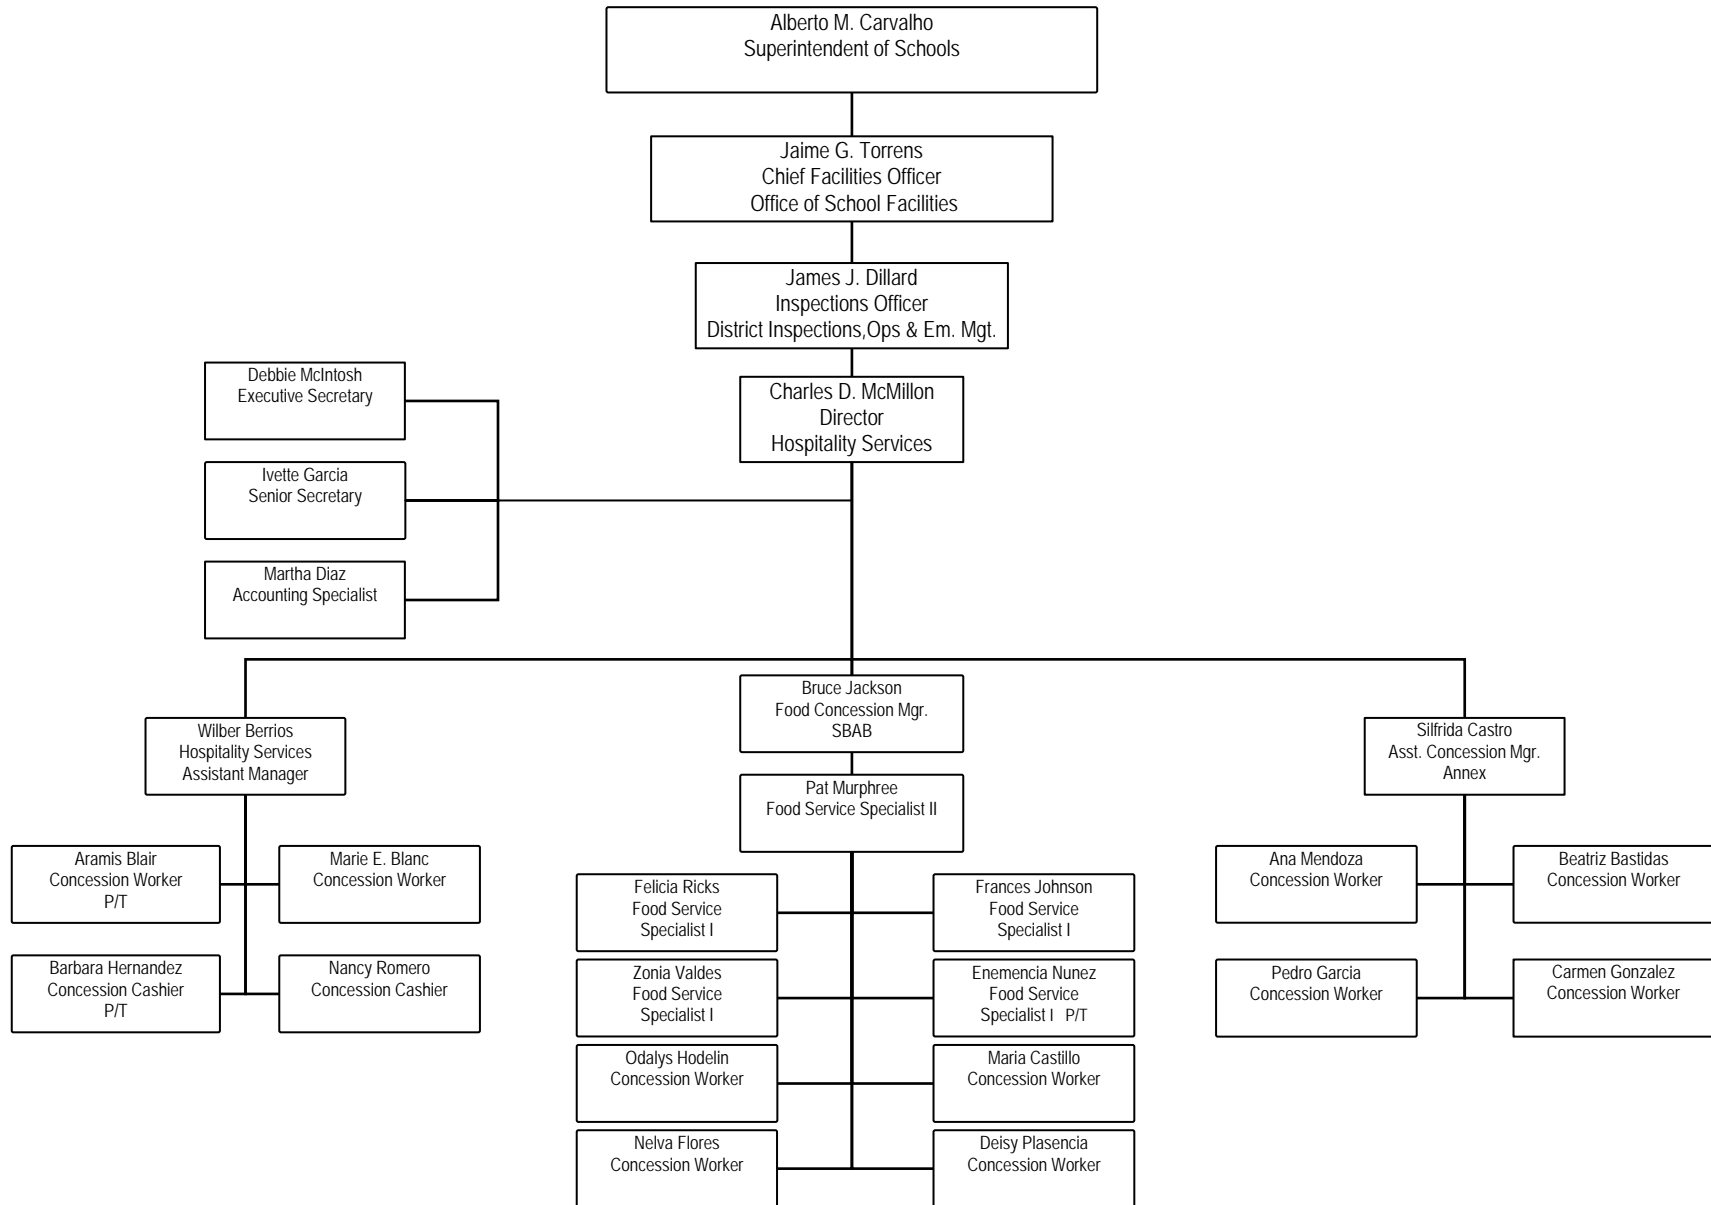 Alberto M. Carvalho
Superintendent of Schools
Jaime G. Torrens
Chief Facilities Officer
Office of School Facilities
James J. Dillard
Inspections Officer
District Inspections,Ops & Em. Mgt.
Charles D. McMillon
Director
Hospitality Services
Debbie McIntosh
Executive Secretary
Ivette Garcia
Senior Secretary
Martha Diaz
Accounting Specialist
Wilber Berrios
Hospitality Services
Assistant Manager
Aramis Blair
Concession Worker
P/T
Marie E. Blanc
Concession Worker
Barbara Hernandez
Concession Cashier
P/T
Nancy Romero
Concession Cashier
Bruce Jackson
Food Concession Mgr.
SBAB
Pat Murphree
Food Service Specialist II
Felicia Ricks
Food Service
Specialist I
Frances Johnson
Food Service
Specialist I
Zonia Valdes
Food Service
Specialist I
Enemencia Nunez
Food Service
Specialist I P/T
Odalys Hodelin
Concession Worker
Maria Castillo
Concession Worker
Nelva Flores
Concession Worker
Deisy Plasencia
Concession Worker
Silfrida Castro
Asst. Concession Mgr.
Annex
Ana Mendoza
Concession Worker
Beatriz Bastidas
Concession Worker
Pedro Garcia
Concession Worker
Carmen Gonzalez
Concession Worker